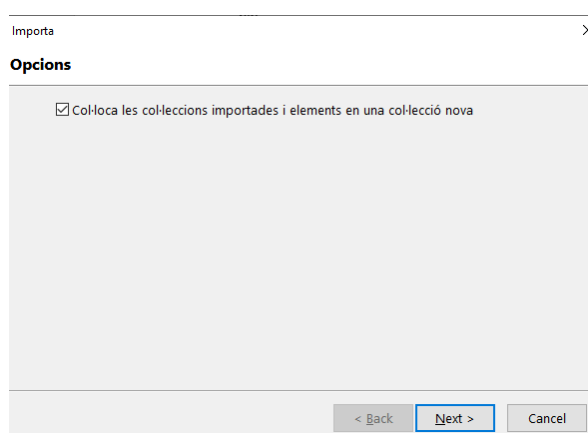 Importa
Opcions
Col·loca les col·leccions importades i elements en una col·lecció nova
< Back
Next >
Cancel